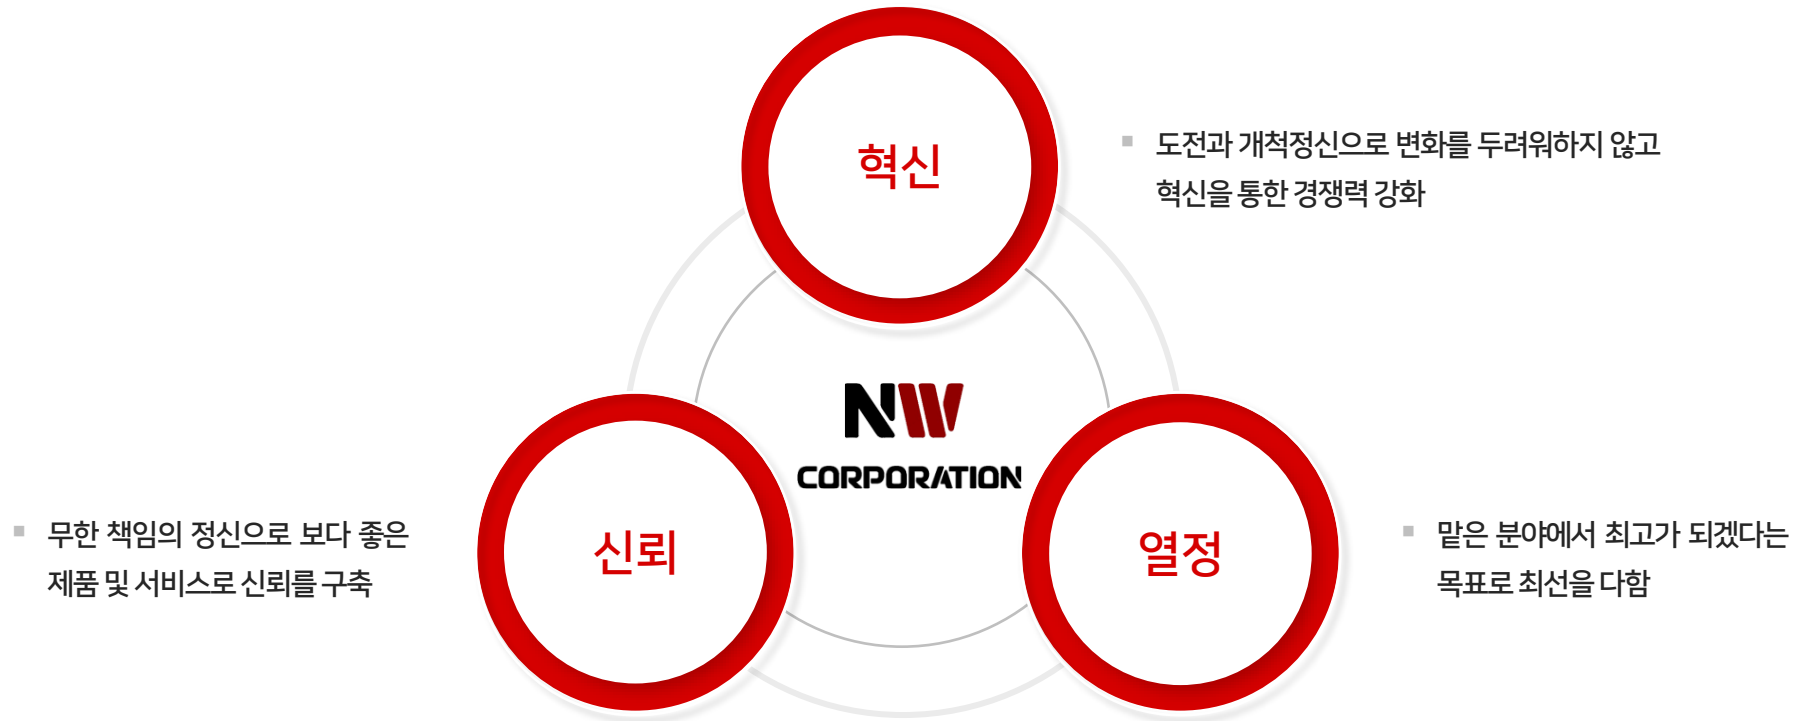 혁신
도전과 개척정신으로 변화를 두려워하지 않고
혁신을 통한 경쟁력 강화
NW
CORPORATION
신뢰
무한 책임의 정신으로 보다 좋은
제품 및 서비스로 신뢰를 구축
열정
맡은 분야에서 최고가 되겠다는
목표로 최선을 다함